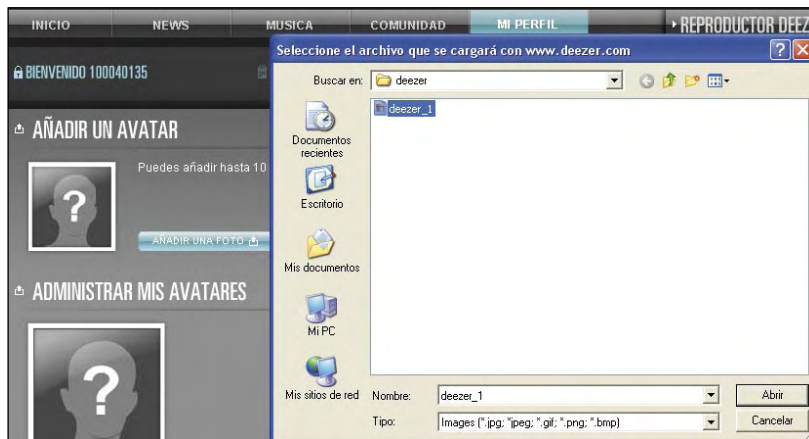 INICIO NEWS MUSICA COMUNIDAD MI PERFIL REPRODUCTOR DEEZ
Seleccione el archivo que se cargará con www.deezer.com
BIENVENIDO 100040135
Buscar en: deezer
deezer_1
AÑADIR UN AVATAR
Puedes añadir hasta 10
AÑADIR UNA FOTO
ADMINISTRAR MIS AVATARES
Documentos
recientes
Escritorio
Mis documentos
Mi PC
Mis sitios de red
Nombre: deezer_1 Abrir
Tipo: Images (*.jpg; *jpeg; *.gif; *.png; *.bmp) Cancelar